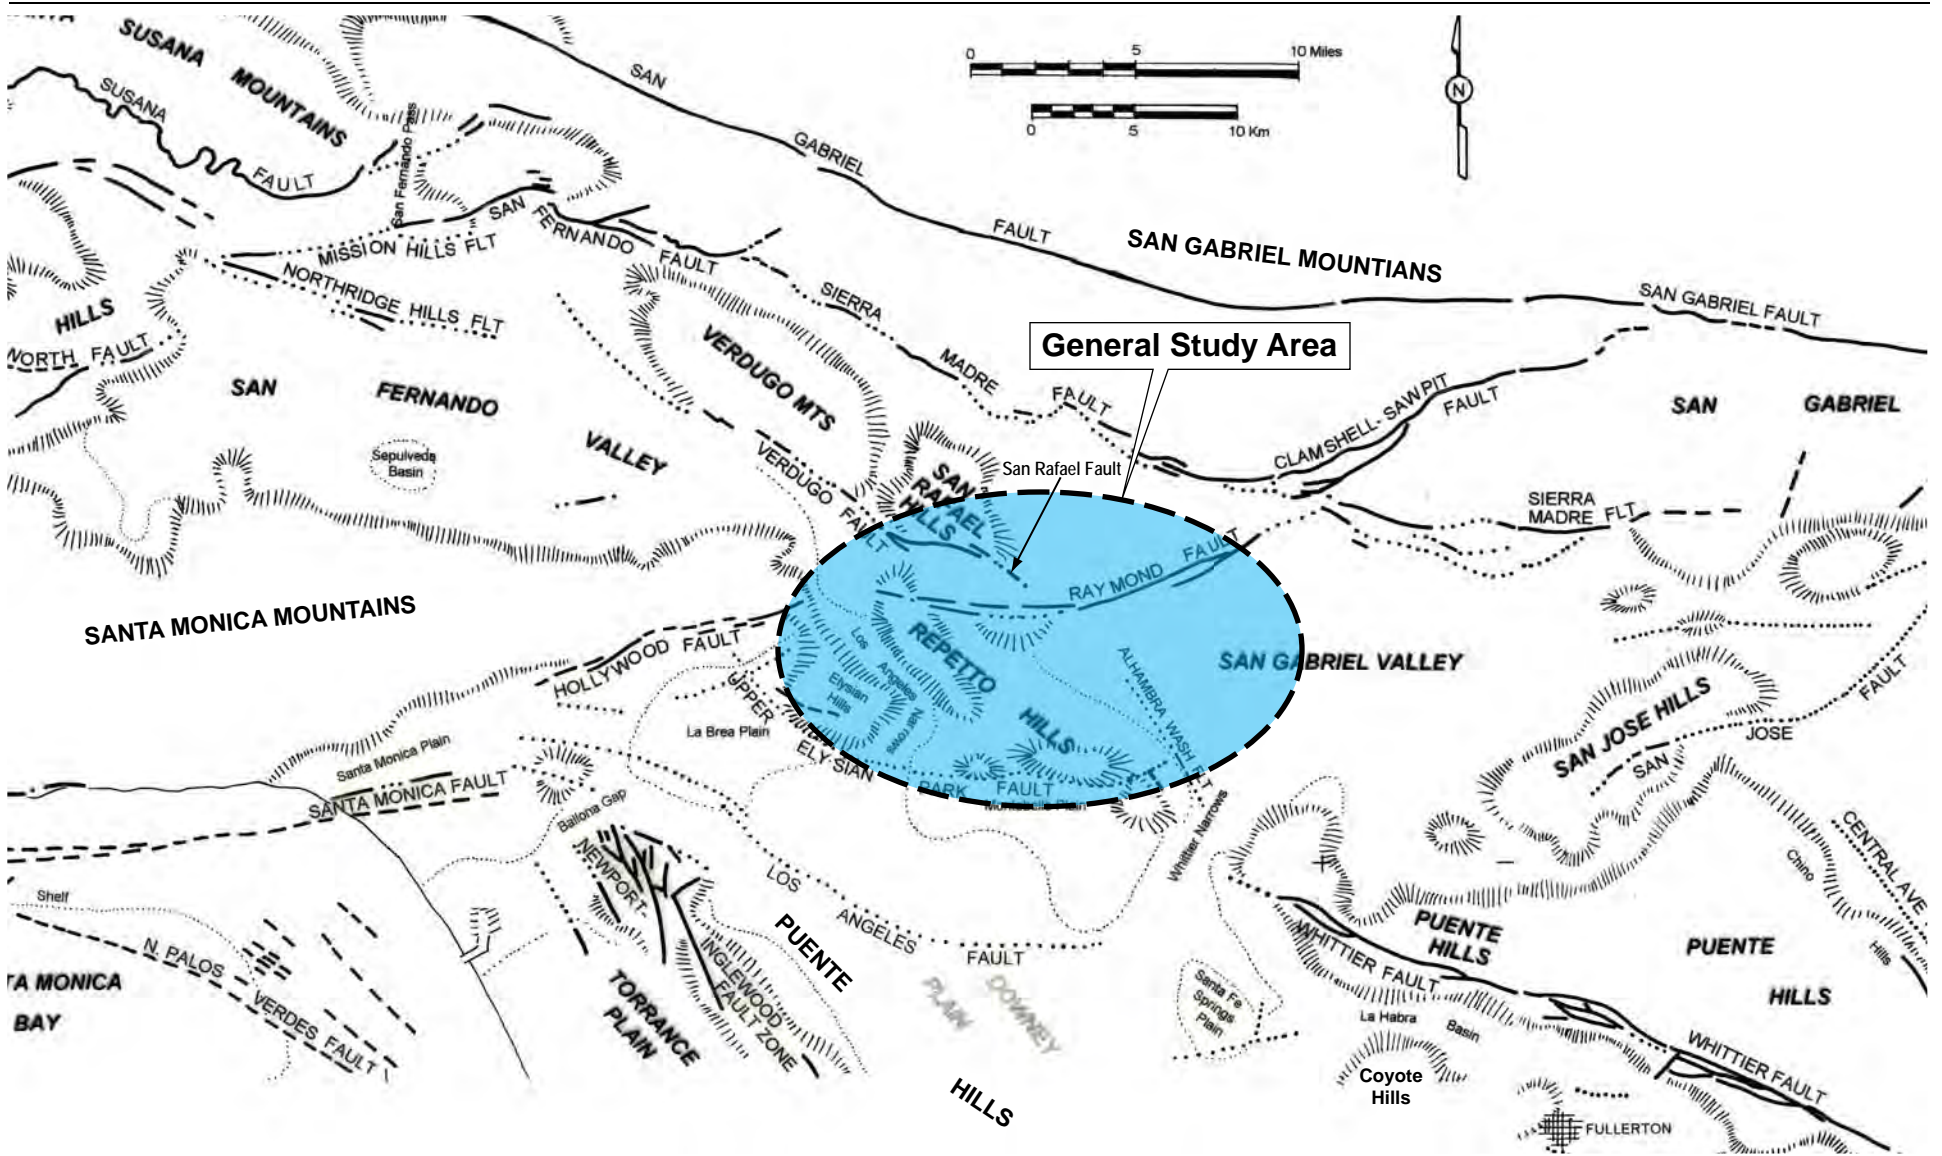 SUSANA
MOUNTAINS
SUSANA
FAULT
San Fernando Pass
0 5 10 Miles
0 5 10 Km
N
SAN
GABRIEL
FAULT
SAN GABRIEL MOUNTIANS
SAN GABRIEL FAULT
MISSION HILLS FLT
SAN
FERNANDO
FAULT
NORTHRIDGE HILLS FLT
HILLS
NORTH FAULT
SIERRA
MADRE
FAULT
General Study Area
VERDUGO MTS
CLAMSHELL-SAWPIT
FAULT
SAN GABRIEL
SAN FERNANDO
VALLEY
Sepulveda
Basin
VERDUGO
FAULT
SAN
RAFAEL
HILLS
San Rafael Fault
SIERRA
MADRE FLT
RAYMOND FAULT
SANTA MONICA MOUNTAINS
HOLLYWOOD FAULT
REPETTO
HILLS
Los Angeles Narrows
Elysian
Hills
ALHAMBRA WASH FLT
SAN GABRIEL VALLEY
UPPER
ELYSIAN
PARK FAULT
La Brea Plain
Montebello Plain
Whittier Narrows
SAN JOSE HILLS
SAN
JOSE
FAULT
Santa Monica Plain
SANTA MONICA FAULT
Ballona Gap
NEWPORT-
INGLEWOOD
FAULT ZONE
LOS
ANGELES
FAULT
PUENTE
HILLS
CENTRAL AVE
Chino
Hills
Shelf
N. PALOS
VERDES FAULT
TA MONICA
BAY
TORRANCE
PLAIN
DOWNEY
PLAIN
Santa Fe
Springs
Plain
WHITTIER FAULT
PUENTE
HILLS
PUENTE
HILLS
La Habra
Basin
Coyote
Hills
WHITTIER FAULT
FULLERTON